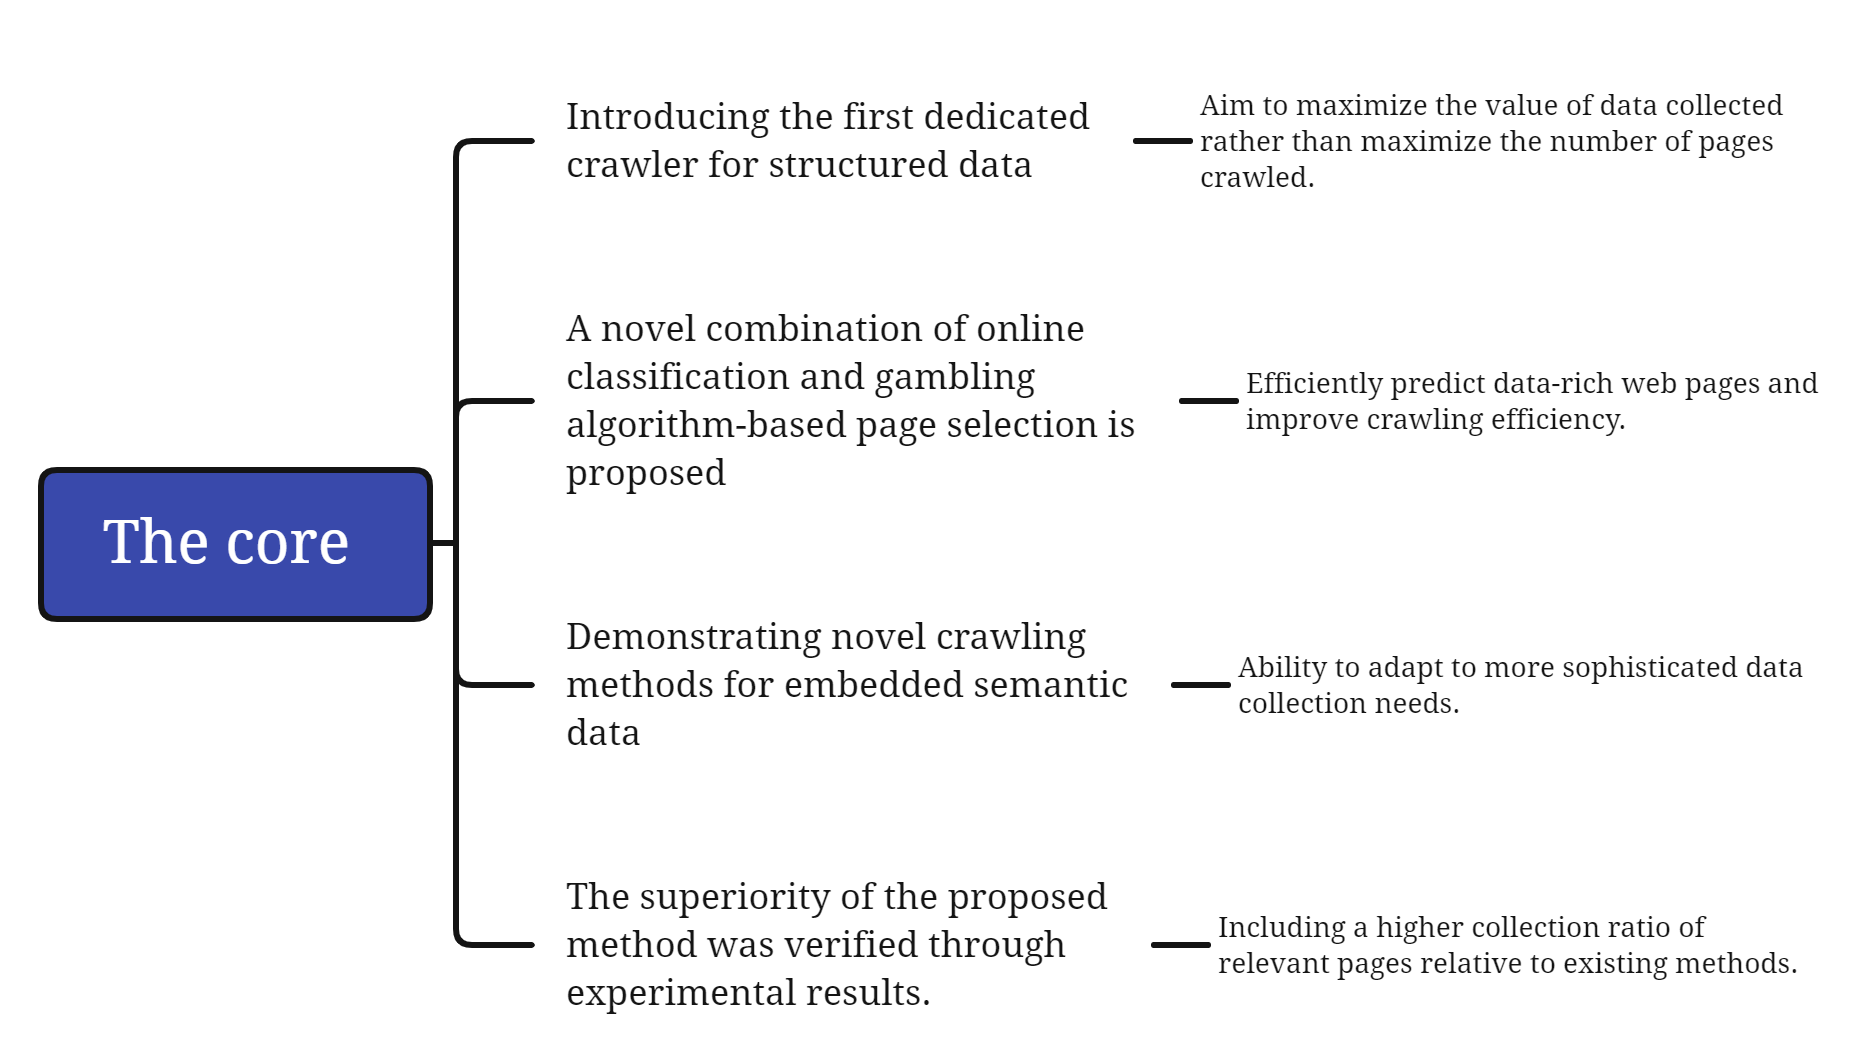 Introducing the first dedicated
crawler for structured data
Aim to maximize the value of data collected
rather than maximize the number of pages
crawled.
A novel combination of online
classification and gambling
algorithm-based page selection is
proposed
Efficiently predict data-rich web pages and
improve crawling efficiency.
The core
Demonstrating novel crawling
methods for embedded semantic
data
Ability to adapt to more sophisticated data
collection needs.
The superiority of the proposed
method was verified through
experimental results.
Including a higher collection ratio of
relevant pages relative to existing methods.